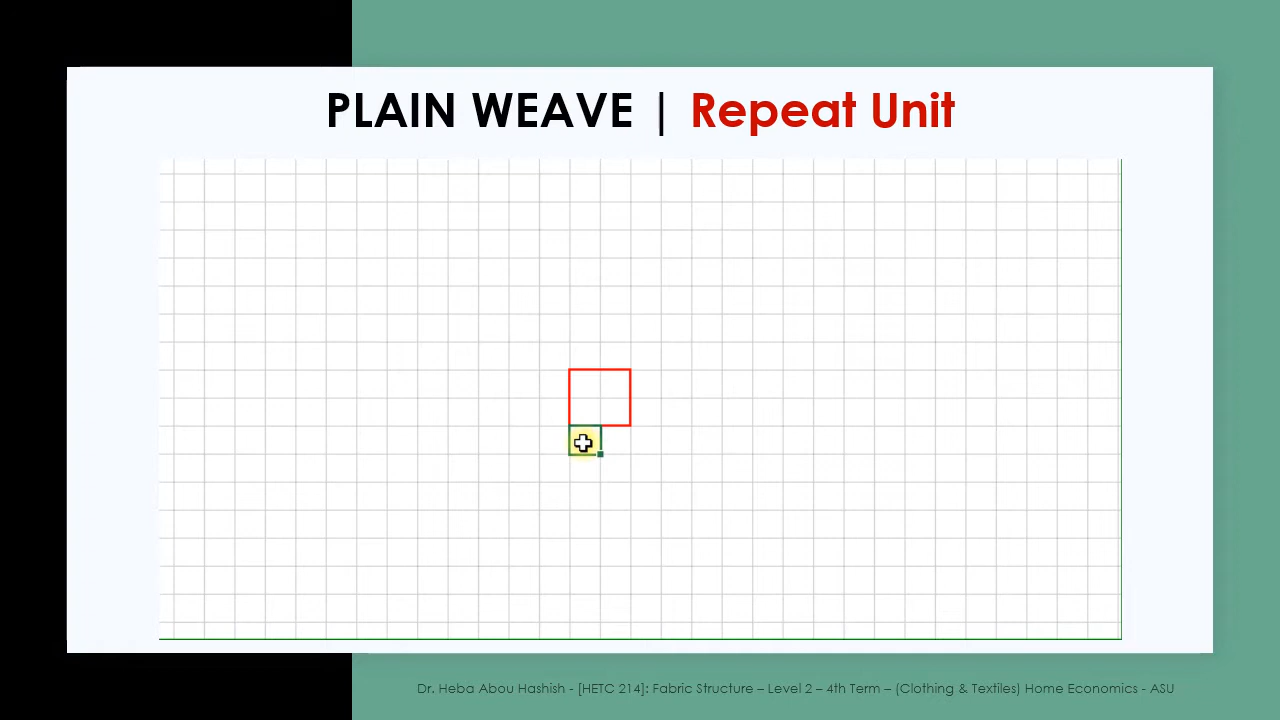 PLAIN WEAVE | Repeat Unit
Dr. Heba Abou Hashish - [HETC 214]: Fabric Structure – Level 2 – 4th Term – (Clothing & Textiles) Home Economics - ASU